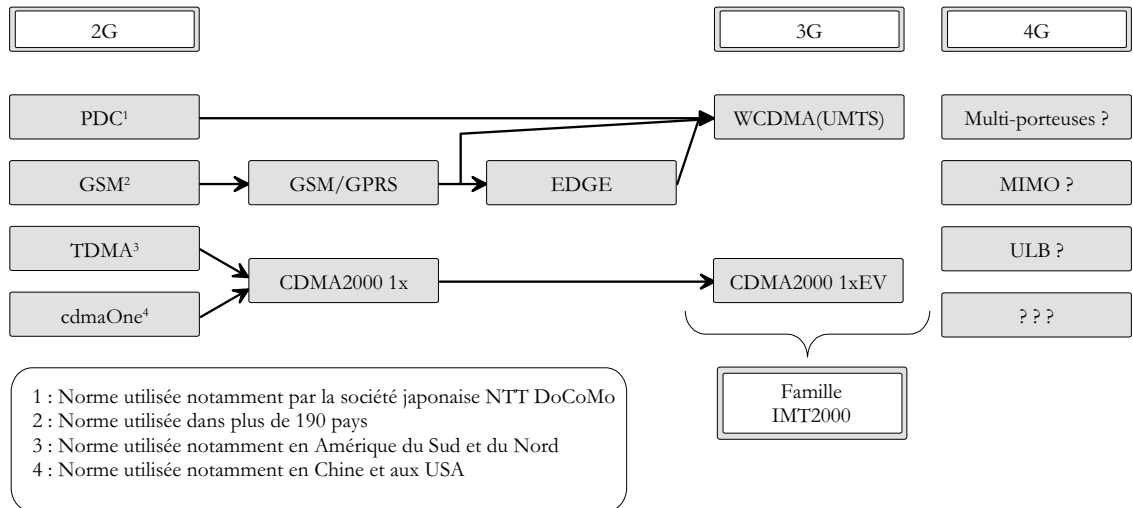 2G
3G
4G
PDC¹
WCDMA(UMTS)
Multi-porteuses ?
GSM²
GSM/GPRS
EDGE
MIMO ?
TDMA³
CDMA2000 1x
CDMA2000 1xEV
ULB ?
cdmaOne⁴
? ? ?
Famille
IMT2000
1 : Norme utilisée notamment par la société japonaise NTT DoCoMo
2 : Norme utilisée dans plus de 190 pays
3 : Norme utilisée notamment en Amérique du Sud et du Nord
4 : Norme utilisée notamment en Chine et aux USA